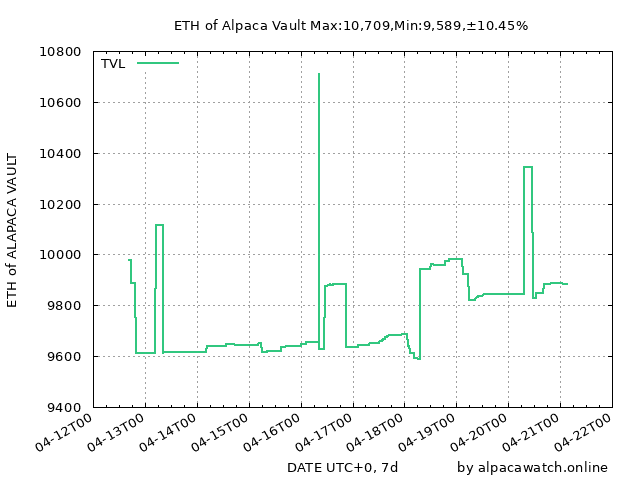 ETH of Alpaca Vault Max:10,709,Min:9,589,±10.45%
TVL
10800
10600
10400
10200
10000
9800
9600
9400
ETH of ALAPACA VAULT
04-12T00
04-13T00
04-14T00
04-15T00
04-16T00
04-17T00
04-18T00
04-19T00
04-20T00
04-21T00
04-22T00
DATE UTC+0, 7d
by alpacawatch.online